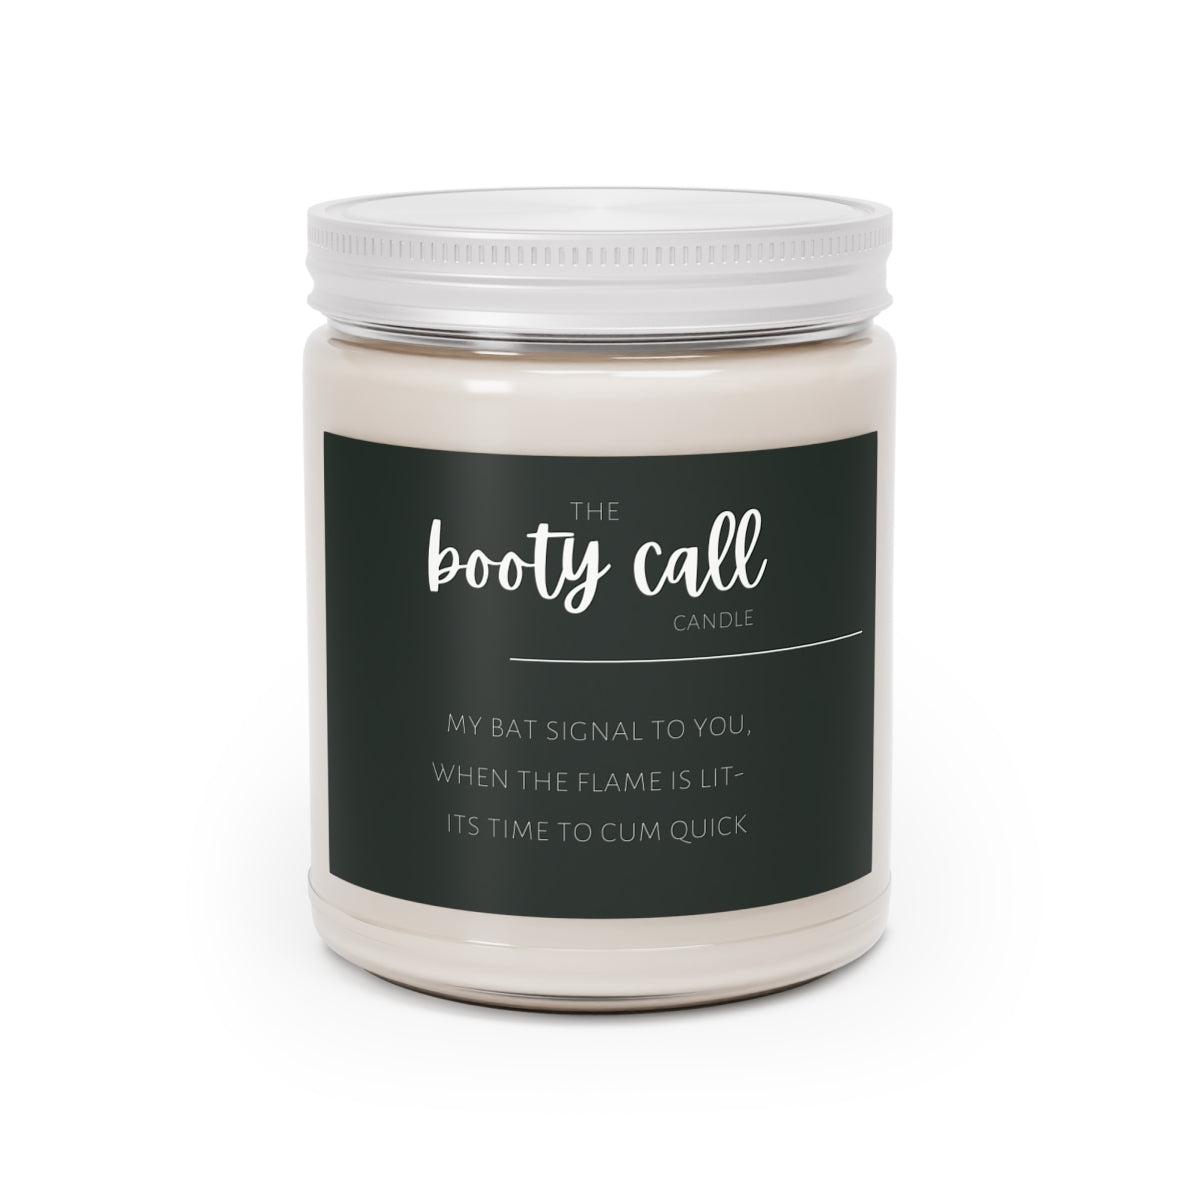 THE
booty call
CANDLE
MY BAT SIGNAL TO YOU,
WHEN THE FLAME IS LIT-
ITS TIME TO CUM QUICK